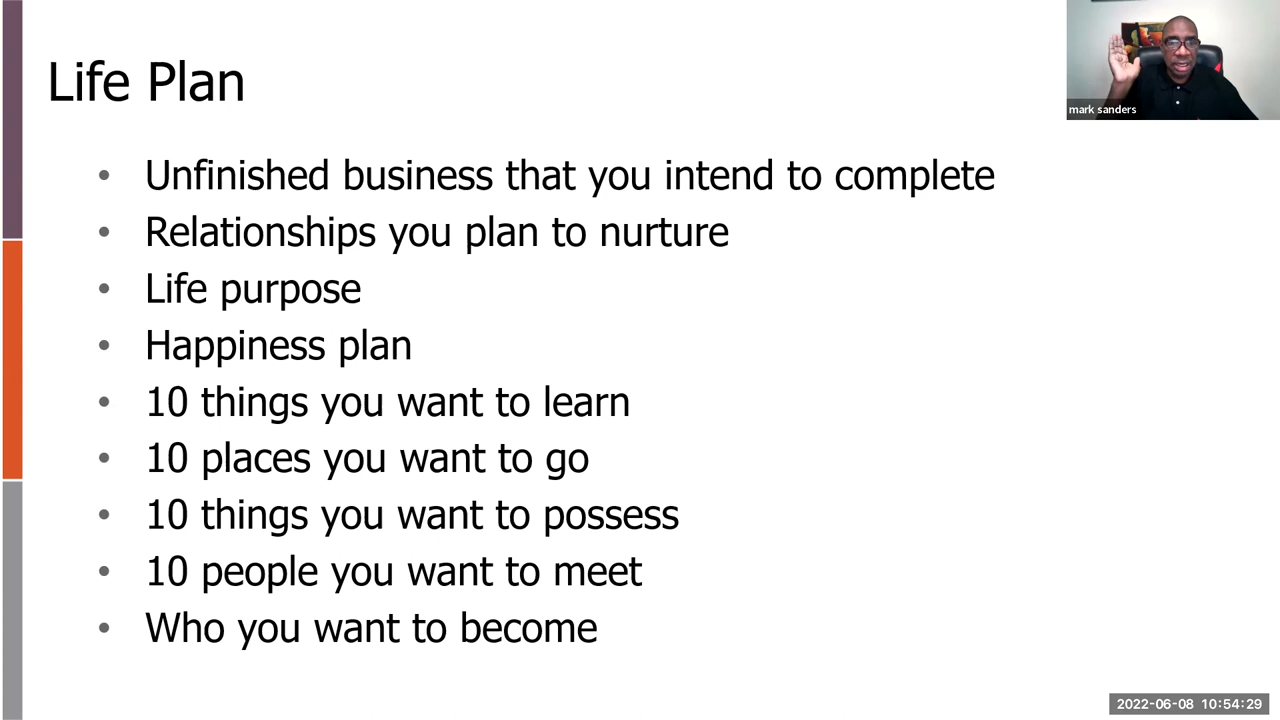 Life Plan
mark sanders
• Unfinished business that you intend to complete
• Relationships you plan to nurture
• Life purpose
• Happiness plan
• 10 things you want to learn
• 10 places you want to go
• 10 things you want to possess
• 10 people you want to meet
• Who you want to become
2022-06-08 10:54:29